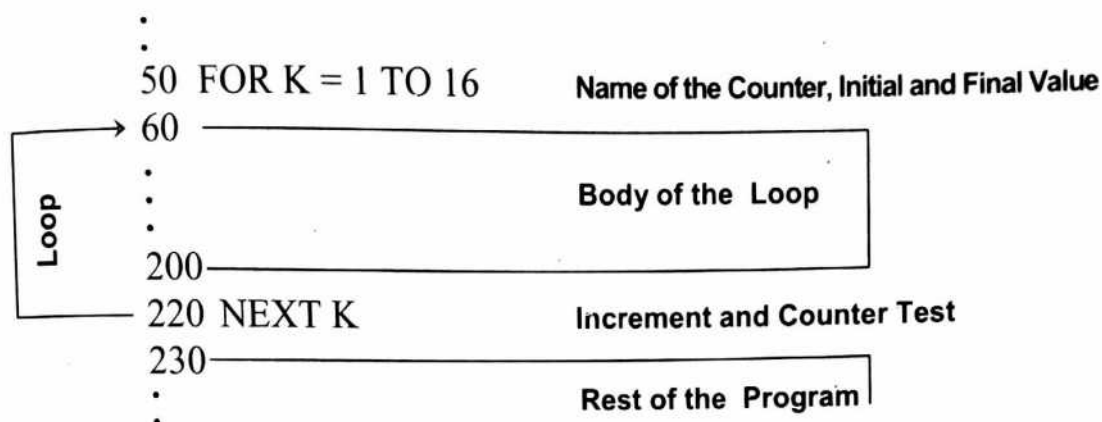 50 FOR K = 1 TO 16 Name of the Counter, Initial and Final Value
60
Loop
Body of the Loop
200
220 NEXT K Increment and Counter Test
230
Rest of the Program